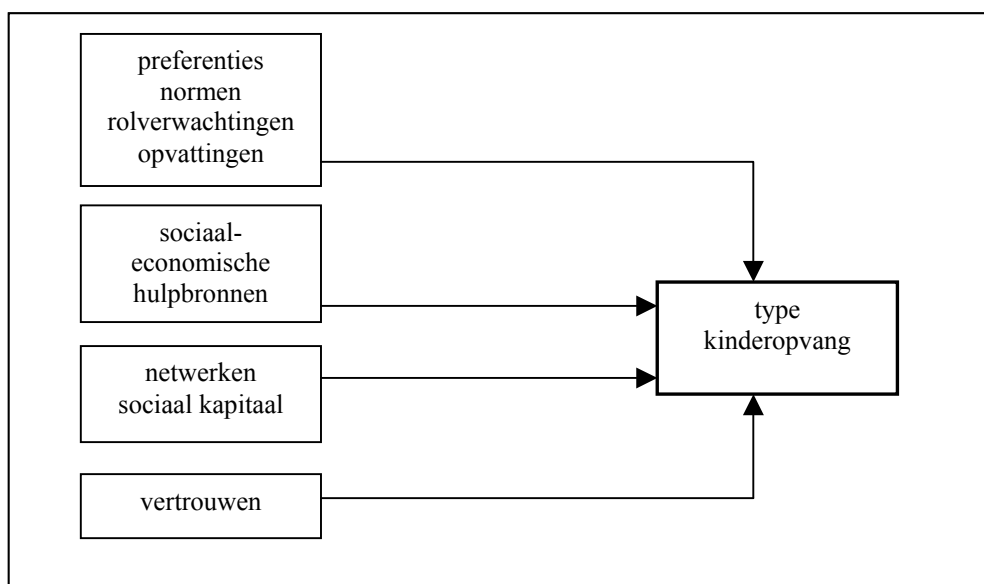 preferenties
normen
rolverwachtingen
opvattingen
sociaal-
economische
hulpbronnen
netwerken
sociaal kapitaal
vertrouwen
type
kinderopvang